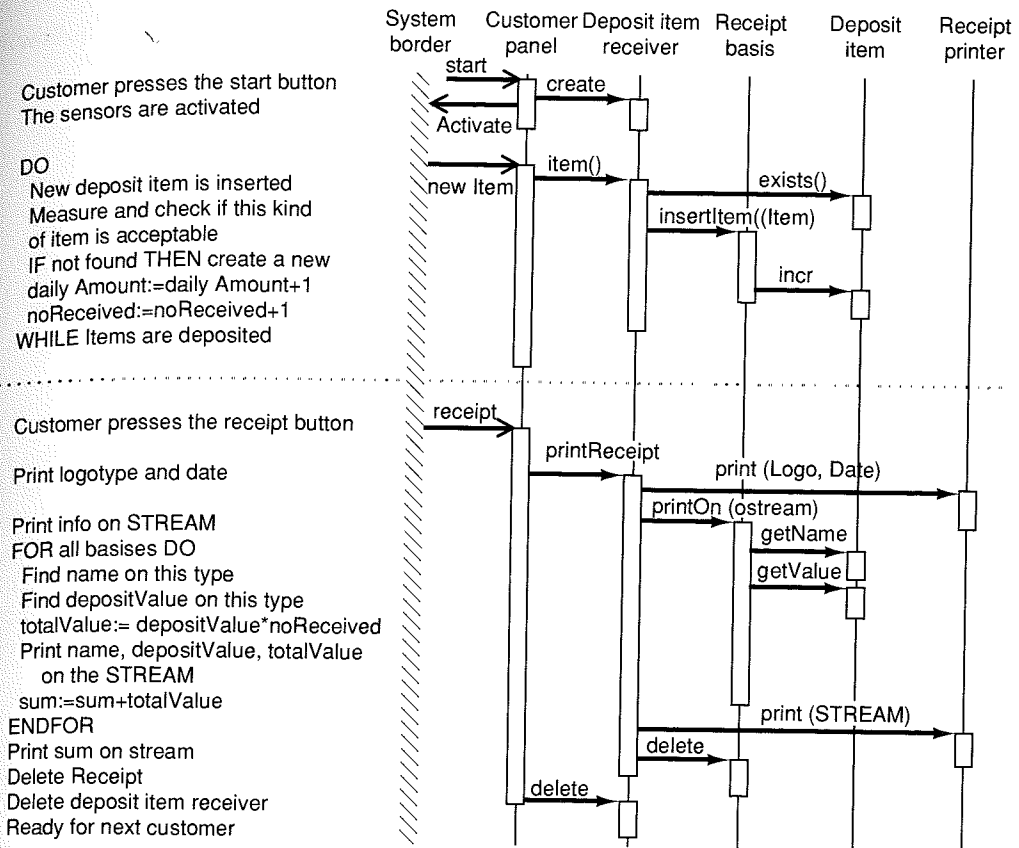 System border
Customer panel
Deposit item receiver
Receipt basis
Deposit item
Receipt printer
Customer presses the start button
The sensors are activated
start
create
Activate
DO
New deposit item is inserted
Measure and check if this kind
of item is acceptable
IF not found THEN create a new
daily Amount:=daily Amount+1
noReceived:=noReceived+1
WHILE Items are deposited
new Item
item()
exists()
insertItem((Item)
incr
Customer presses the receipt button
receipt
printReceipt
Print logotype and date
print (Logo, Date)
Print info on STREAM
printOn (ostream)
FOR all basises DO
getName
Find name on this type
getValue
Find depositValue on this type
totalValue:= depositValue*noReceived
Print name, depositValue, totalValue
on the STREAM
sum:=sum+totalValue
ENDFOR
print (STREAM)
Print sum on stream
delete
Delete Receipt
Delete deposit item receiver
delete
Ready for next customer